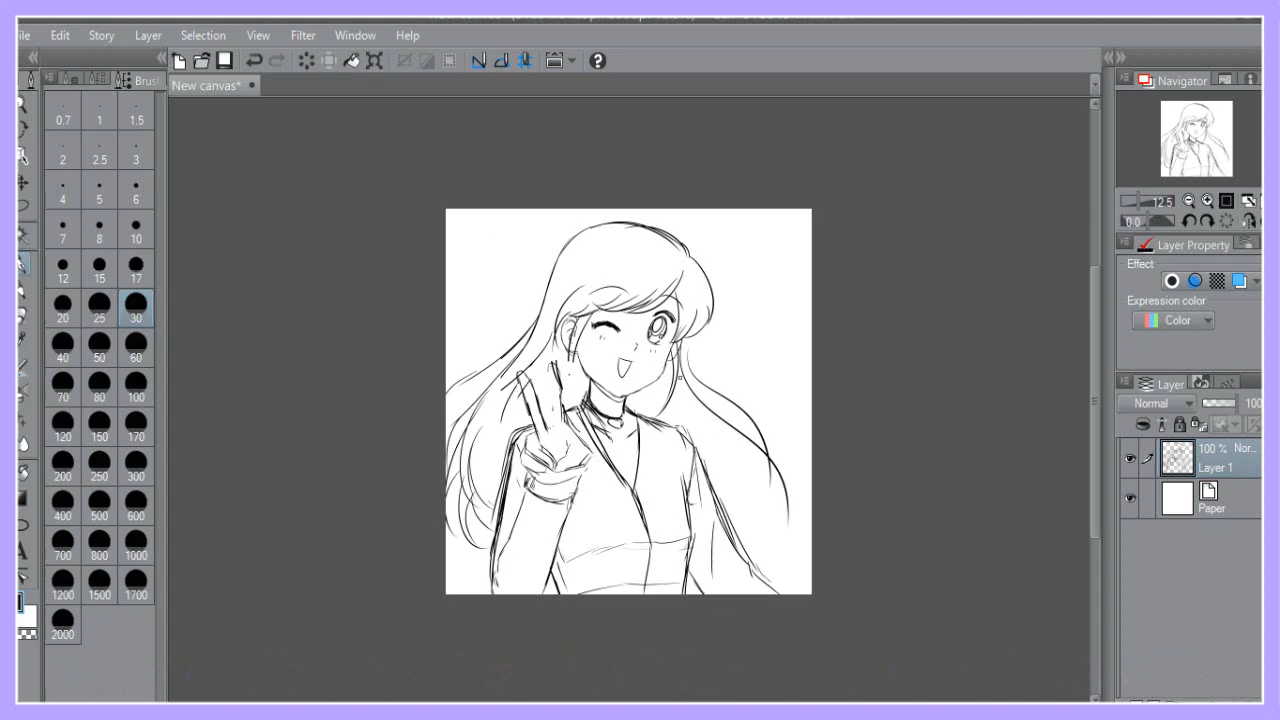 ile Edit Story Layer Selection View Filter Window Help
New canvas*
Brus
0.7 1 1.5
2 2.5 3
4 5 6
7 8 10
12 15 17
20 25 30
40 50 60
70 80 100
120 150 170
200 250 300
400 500 600
700 800 1000
1200 1500 1700
2000
Navigator
12.5
0.0
Layer Property
Effect
Expression color
Color
Layer
Normal 100
100 % Nor...
Layer 1
Paper